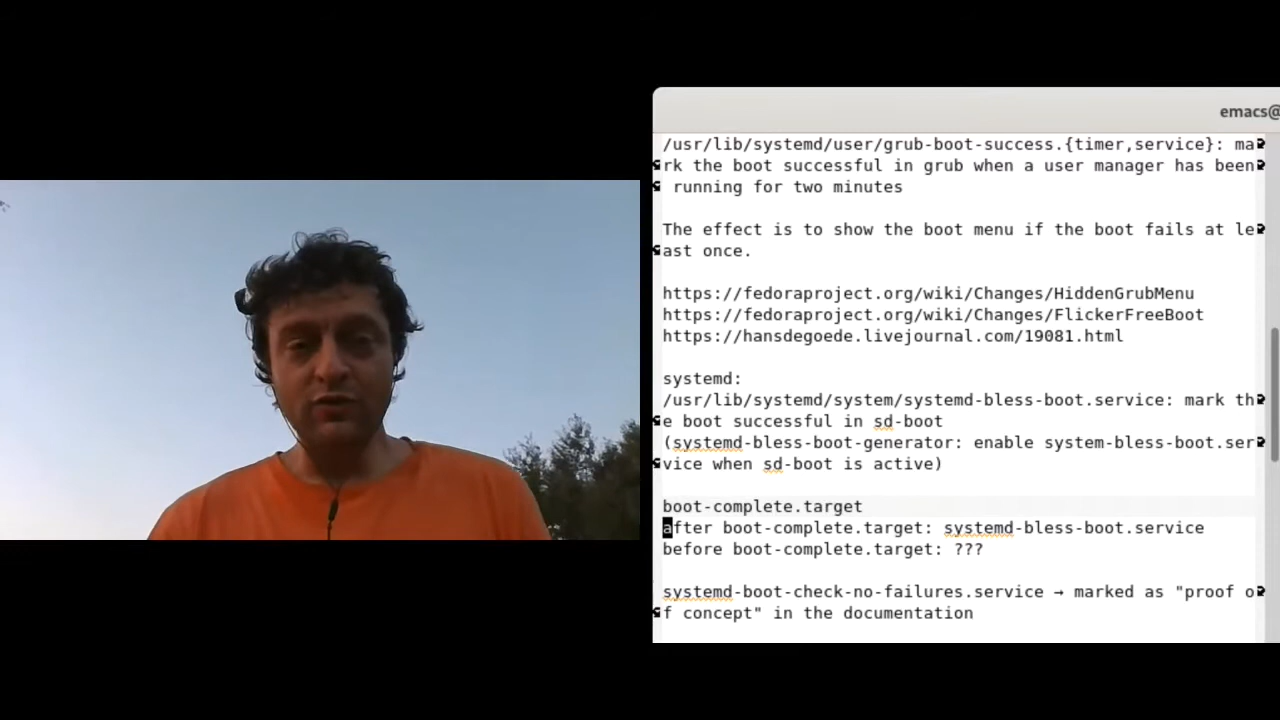 emacs@
/usr/lib/systemd/user/grub-boot-success.{timer,service}: ma
rk the boot successful in grub when a user manager has been
running for two minutes
The effect is to show the boot menu if the boot fails at le
ast once.
https://fedoraproject.org/wiki/Changes/HiddenGrubMenu
https://fedoraproject.org/wiki/Changes/FlickerFreeBoot
https://hansdegoede.livejournal.com/19081.html
systemd:
/usr/lib/systemd/system/systemd-bless-boot.service: mark th
e boot successful in sd-boot
(systemd-bless-boot-generator: enable system-bless-boot.ser
vice when sd-boot is active)
boot-complete.target
after boot-complete.target: systemd-bless-boot.service
before boot-complete.target: ???
systemd-boot-check-no-failures.service → marked as "proof o
f concept" in the documentation